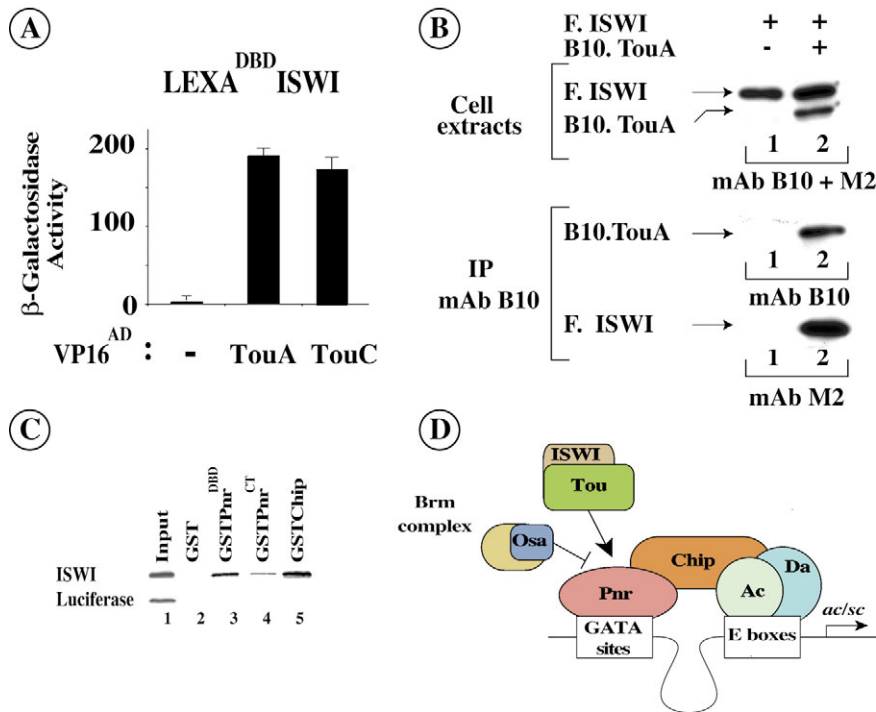 A
LEXA DBD ISWI
β-Galactosidase
Activity
200
100
0
VP16 AD : - TouA TouC
B
F. ISWI + +
B10. TouA - +
Cell
extracts
F. ISWI
B10. TouA
1 2
mAb B10 + M2
IP
mAb B10
B10.TouA
1 2
mAb B10
F. ISWI
1 2
mAb M2
C
Input
GST
GSTPnr DBD
GSTPnr CT
GSTChip
ISWI
Luciferase
1 2 3 4 5
D
ISWI
Tou
Brm
complex
Osa
Chip
Da
Pnr
Ac
ac/sc
GATA
sites
E boxes